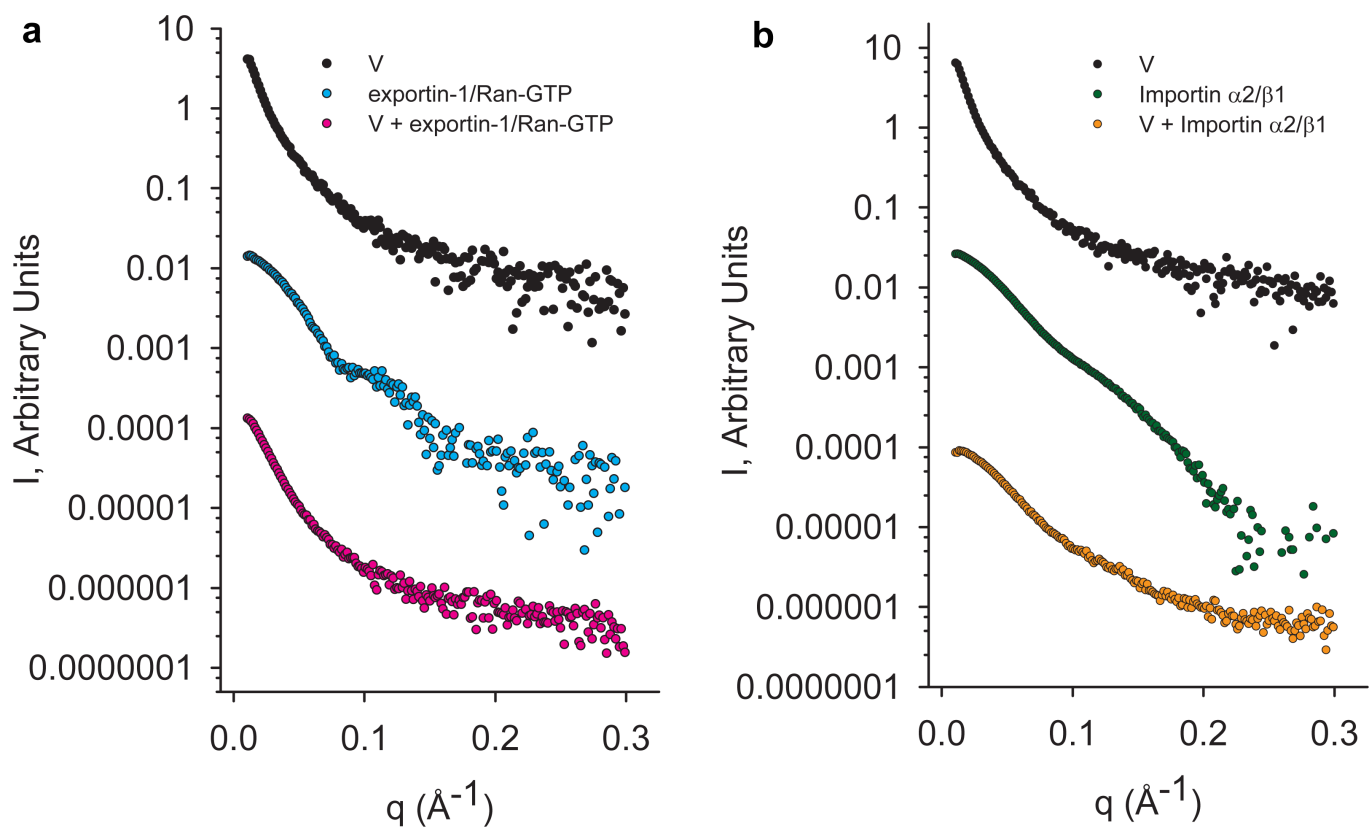 a
10
1
0.1
0.01
0.001
0.0001
0.00001
0.000001
0.0000001
I, Arbitrary Units
V
exportin-1/Ran-GTP
V + exportin-1/Ran-GTP
0.0 0.1 0.2 0.3
q (Å⁻¹)
b
10
1
0.1
0.01
0.001
0.0001
0.00001
0.000001
0.0000001
I, Arbitrary Units
V
Importin α2/β1
V + Importin α2/β1
0.0 0.1 0.2 0.3
q (Å⁻¹)